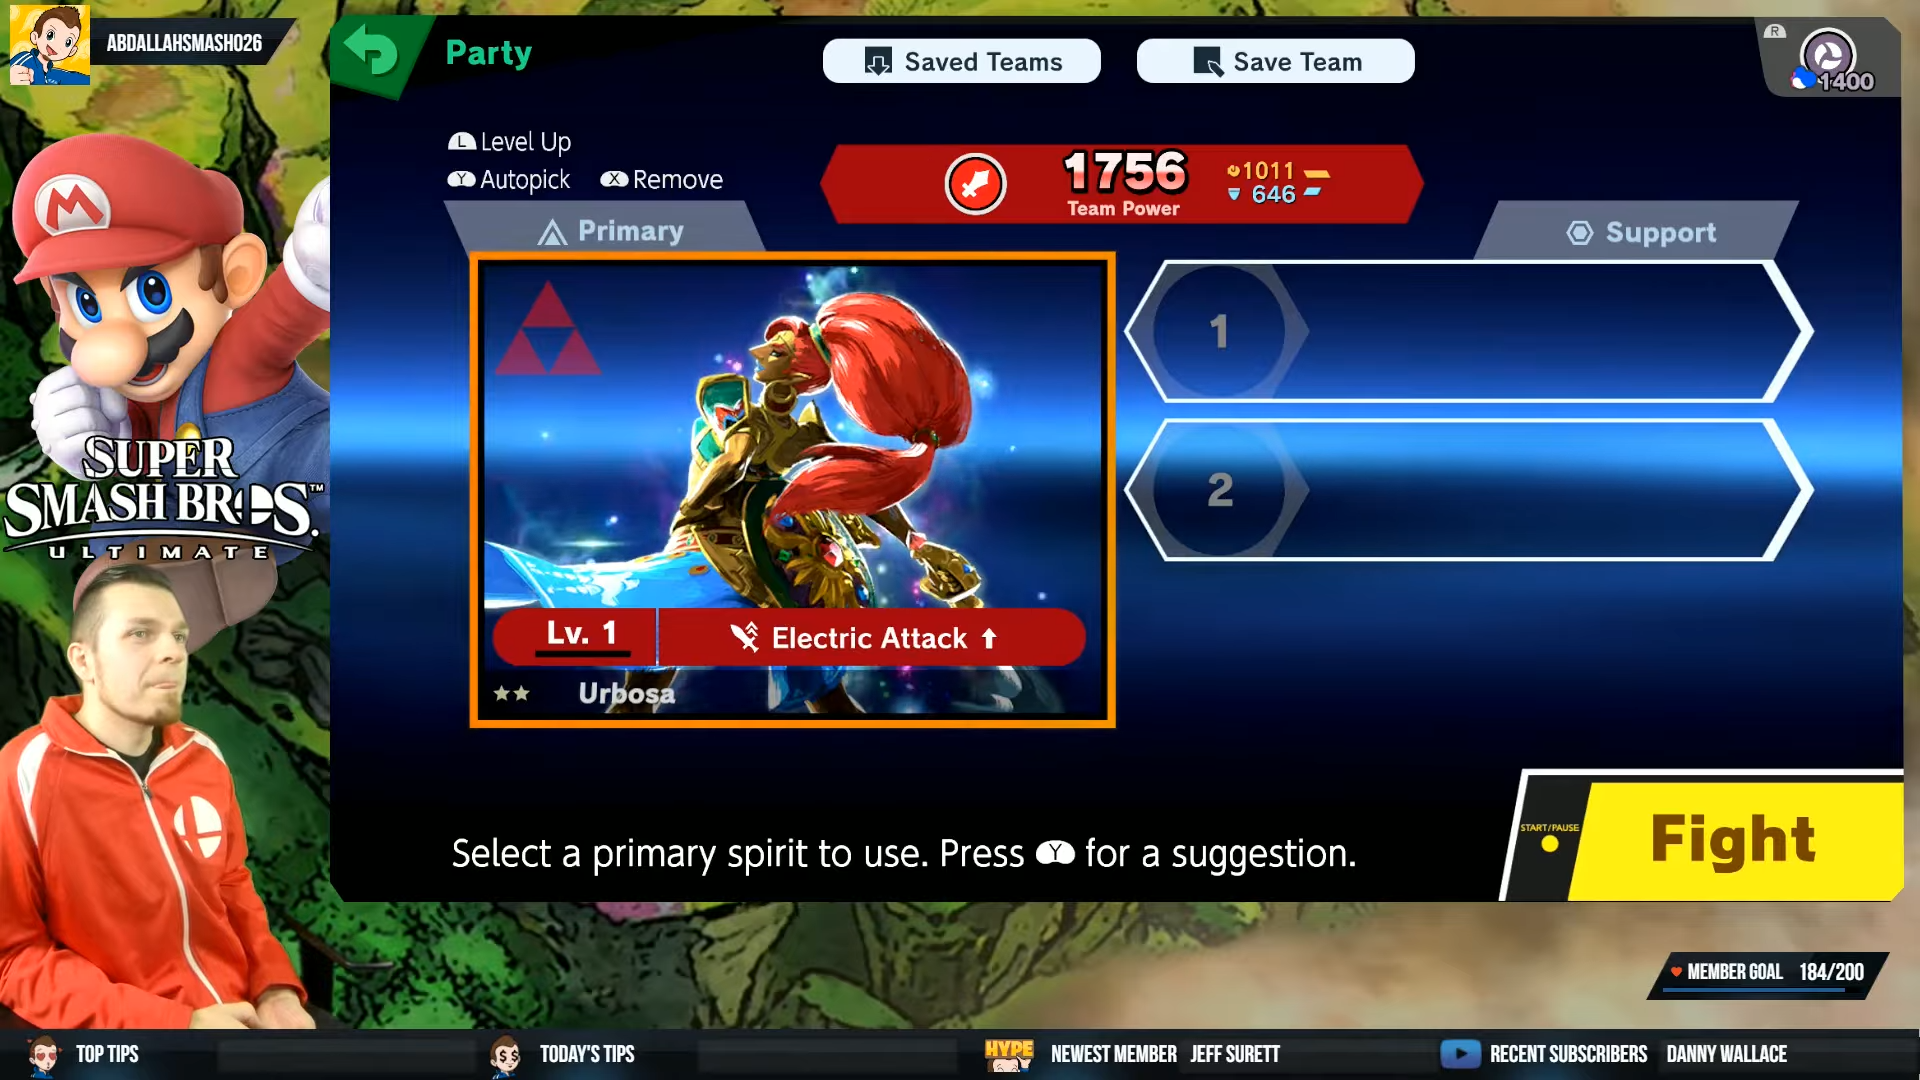 ABDALLAHSMASH026
Party
Saved Teams
Save Team
R
1400
L Level Up
Y Autopick X Remove
1756
Team Power
1011
646
Primary
Support
1
2
Lv. 1
Electric Attack ↑
★★ Urbosa
M
SUPER
SMASH BROS.™
ULTIMATE
START/PAUSE
Fight
Select a primary spirit to use. Press Y for a suggestion.
MEMBER GOAL 184/200
TOP TIPS
TODAY'S TIPS
HYPE
NEWEST MEMBER JEFF SURETT
RECENT SUBSCRIBERS DANNY WALLACE